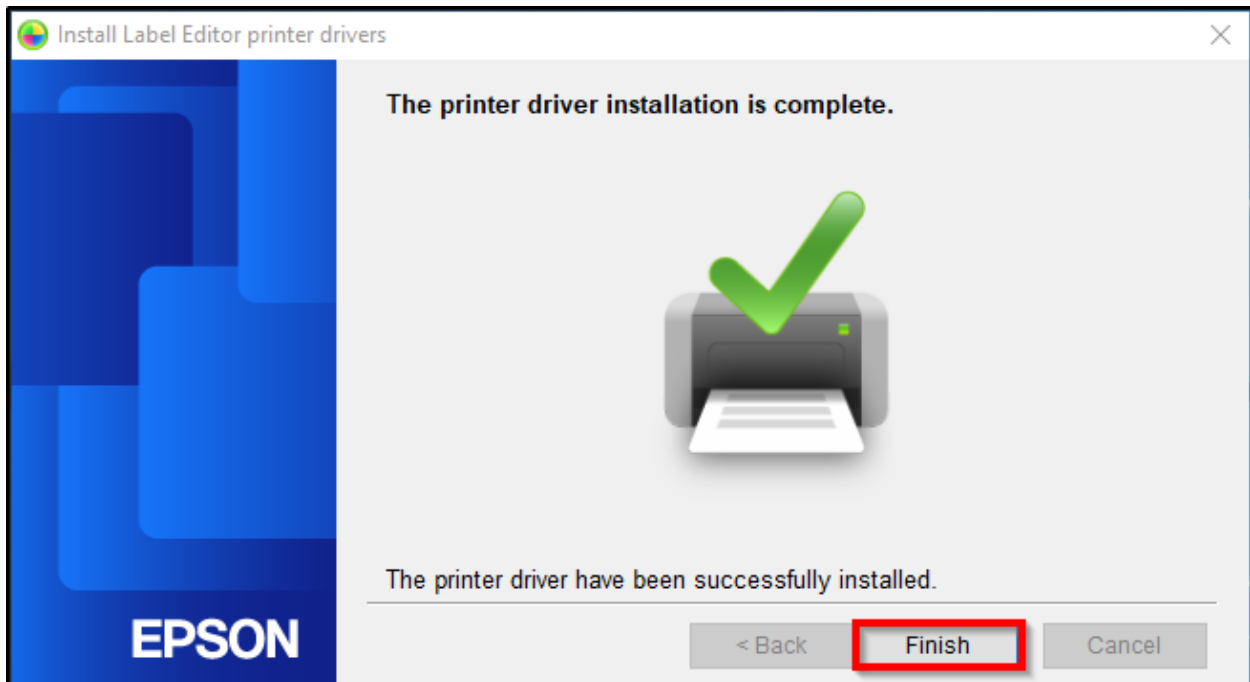 Install Label Editor printer drivers
The printer driver installation is complete.
The printer driver have been successfully installed.
EPSON
< Back
Finish
Cancel